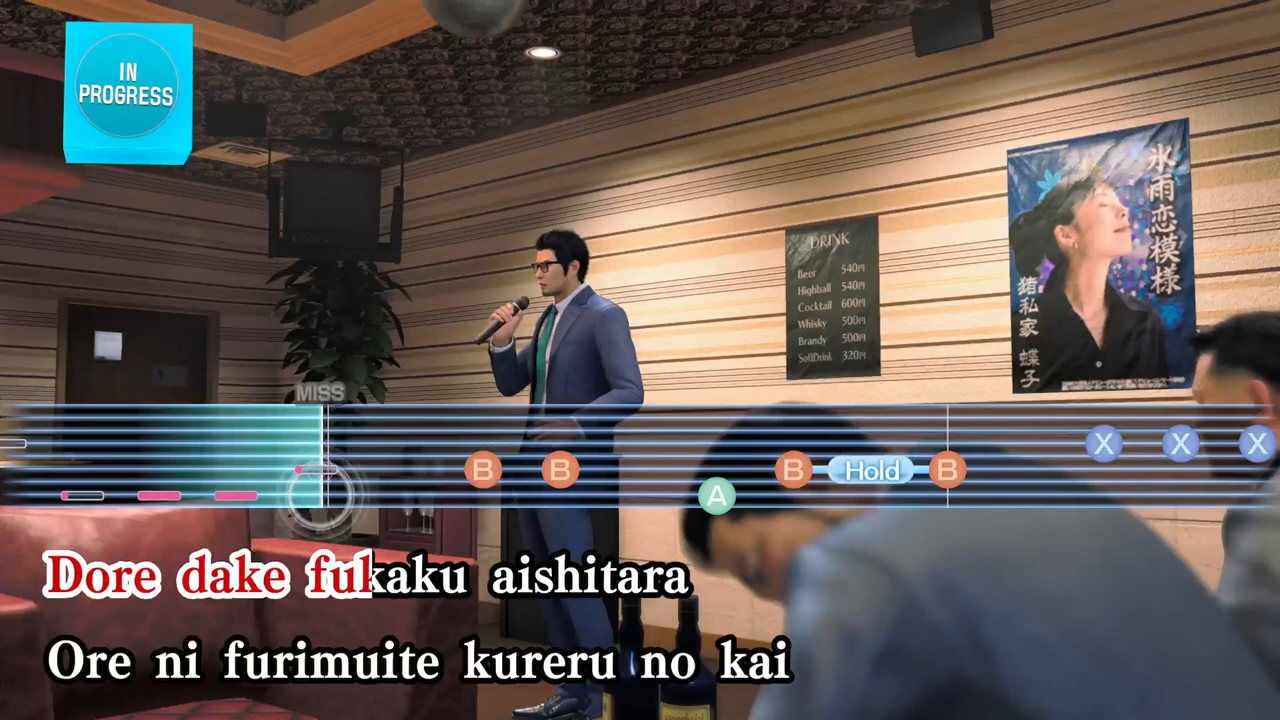 IN
PROGRESS
氷雨恋模様
猪私家 蝶子
DRINK
Beer 540円
Highball 540円
Cocktail 600円
Whisky 500円
Brandy 500円
SoftDrink 320円
MISS
X X X
B B B Hold B
A
Dore dake fukaku aishitara
Ore ni furimuite kureru no kai